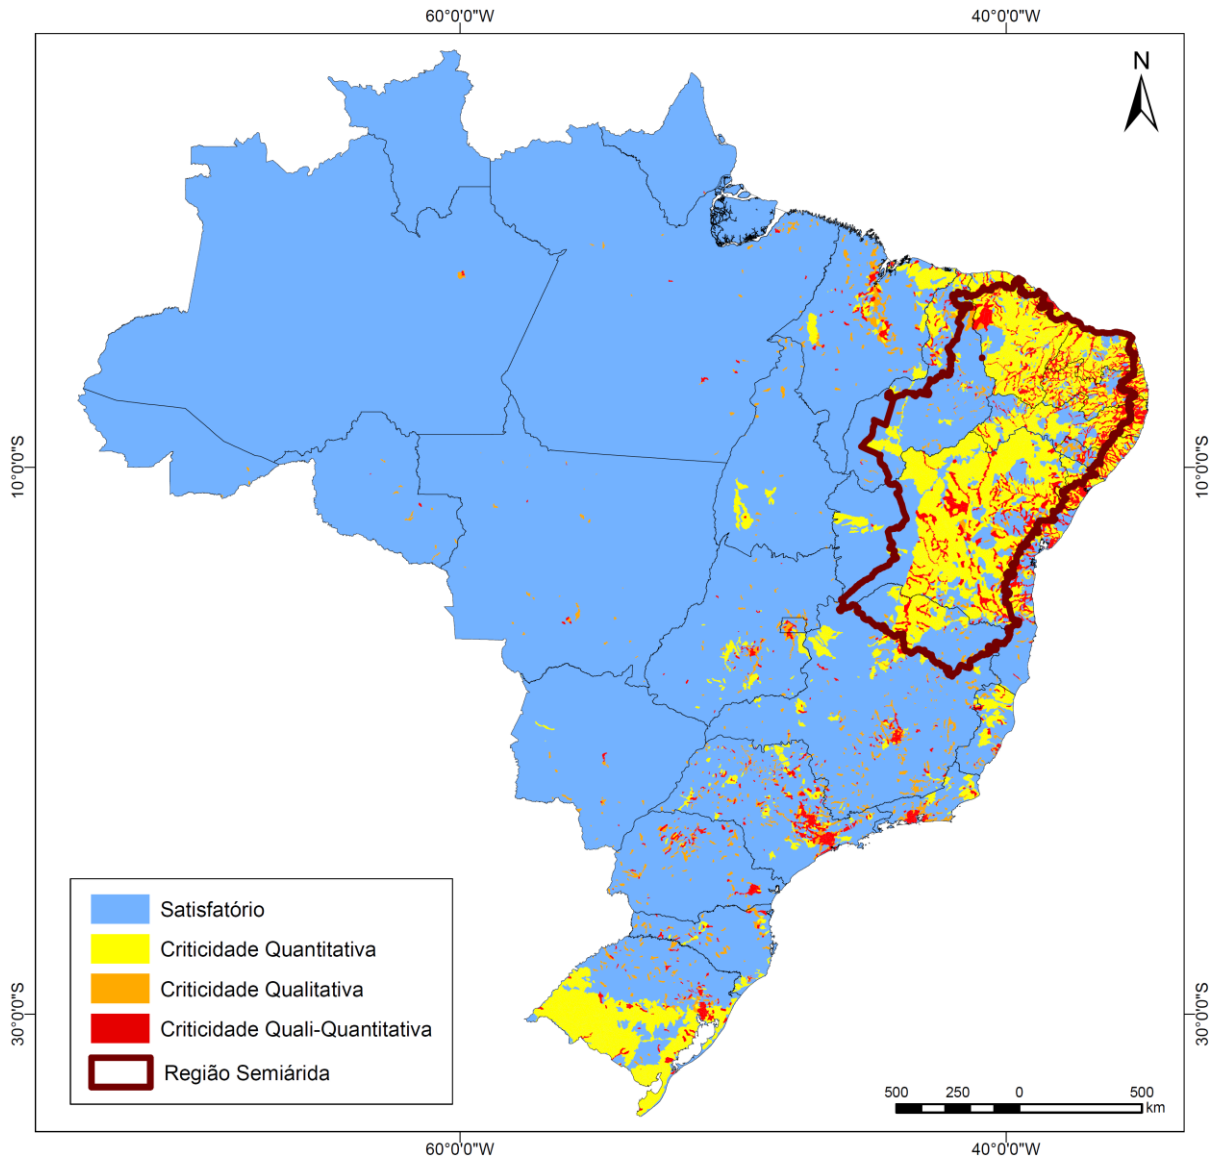 60°0'0"W
40°0'0"W
N
10°0'0"S
10°0'0"S
Satisfatório
Criticidade Quantitativa
Criticidade Qualitativa
Criticidade Quali-Quantitativa
Região Semiárida
30°0'0"S
30°0'0"S
500 250 0 500
km
60°0'0"W
40°0'0"W